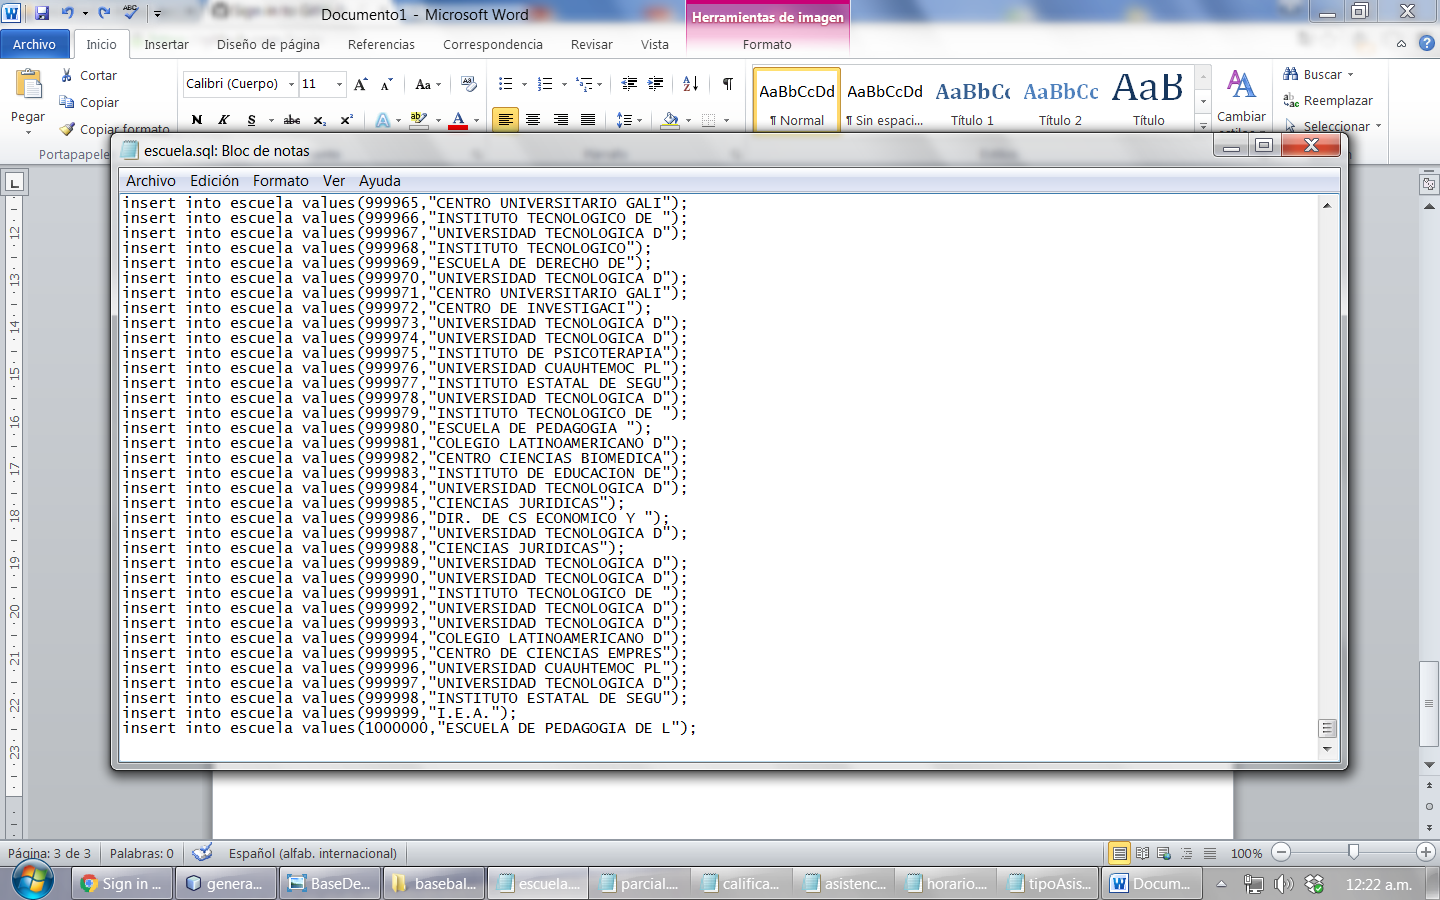 Documento1 - Microsoft Word
Herramientas de imagen
Archivo Inicio Insertar Diseño de página Referencias Correspondencia Revisar Vista Formato
Cortar
Copiar
Copiar formato
Pegar
Portapapele
Calibri (Cuerpo) 11
N K S abc x₂ x²
AaBbCcDd AaBbCcDd AaBbCc AaBbCc AaB
¶ Normal ¶ Sin espaci... Título 1 Título 2 Título
Cambiar
Buscar
Reemplazar
Seleccionar
escuela.sql: Bloc de notas
Archivo Edición Formato Ver Ayuda
insert into escuela values(999965,"CENTRO UNIVERSITARIO GALI");
insert into escuela values(999966,"INSTITUTO TECNOLOGICO DE ");
insert into escuela values(999967,"UNIVERSIDAD TECNOLOGICA D");
insert into escuela values(999968,"INSTITUTO TECNOLOGICO");
insert into escuela values(999969,"ESCUELA DE DERECHO DE");
insert into escuela values(999970,"UNIVERSIDAD TECNOLOGICA D");
insert into escuela values(999971,"CENTRO UNIVERSITARIO GALI");
insert into escuela values(999972,"CENTRO DE INVESTIGACI");
insert into escuela values(999973,"UNIVERSIDAD TECNOLOGICA D");
insert into escuela values(999974,"UNIVERSIDAD TECNOLOGICA D");
insert into escuela values(999975,"INSTITUTO DE PSICOTERAPIA");
insert into escuela values(999976,"UNIVERSIDAD CUAUHTEMOC PL");
insert into escuela values(999977,"INSTITUTO ESTATAL DE SEGU");
insert into escuela values(999978,"UNIVERSIDAD TECNOLOGICA D");
insert into escuela values(999979,"INSTITUTO TECNOLOGICO DE ");
insert into escuela values(999980,"ESCUELA DE PEDAGOGIA ");
insert into escuela values(999981,"COLEGIO LATINOAMERICANO D");
insert into escuela values(999982,"CENTRO CIENCIAS BIOMEDICA");
insert into escuela values(999983,"INSTITUTO DE EDUCACION DE");
insert into escuela values(999984,"UNIVERSIDAD TECNOLOGICA D");
insert into escuela values(999985,"CIENCIAS JURIDICAS");
insert into escuela values(999986,"DIR. DE CS ECONOMICO Y ");
insert into escuela values(999987,"UNIVERSIDAD TECNOLOGICA D");
insert into escuela values(999988,"CIENCIAS JURIDICAS");
insert into escuela values(999989,"UNIVERSIDAD TECNOLOGICA D");
insert into escuela values(999990,"UNIVERSIDAD TECNOLOGICA D");
insert into escuela values(999991,"INSTITUTO TECNOLOGICO DE ");
insert into escuela values(999992,"UNIVERSIDAD TECNOLOGICA D");
insert into escuela values(999993,"UNIVERSIDAD TECNOLOGICA D");
insert into escuela values(999994,"COLEGIO LATINOAMERICANO D");
insert into escuela values(999995,"CENTRO DE CIENCIAS EMPRES");
insert into escuela values(999996,"UNIVERSIDAD CUAUHTEMOC PL");
insert into escuela values(999997,"UNIVERSIDAD TECNOLOGICA D");
insert into escuela values(999998,"INSTITUTO ESTATAL DE SEGU");
insert into escuela values(999999,"I.E.A.");
insert into escuela values(1000000,"ESCUELA DE PEDAGOGIA DE L");
Página: 3 de 3 Palabras: 0 Español (alfab. internacional) 100%
Sign in ... genera... BaseDe... basebal... escuela.... parcial.... califica... asistenc... horario.... tipoAsis... Docum... 12:22 a.m.